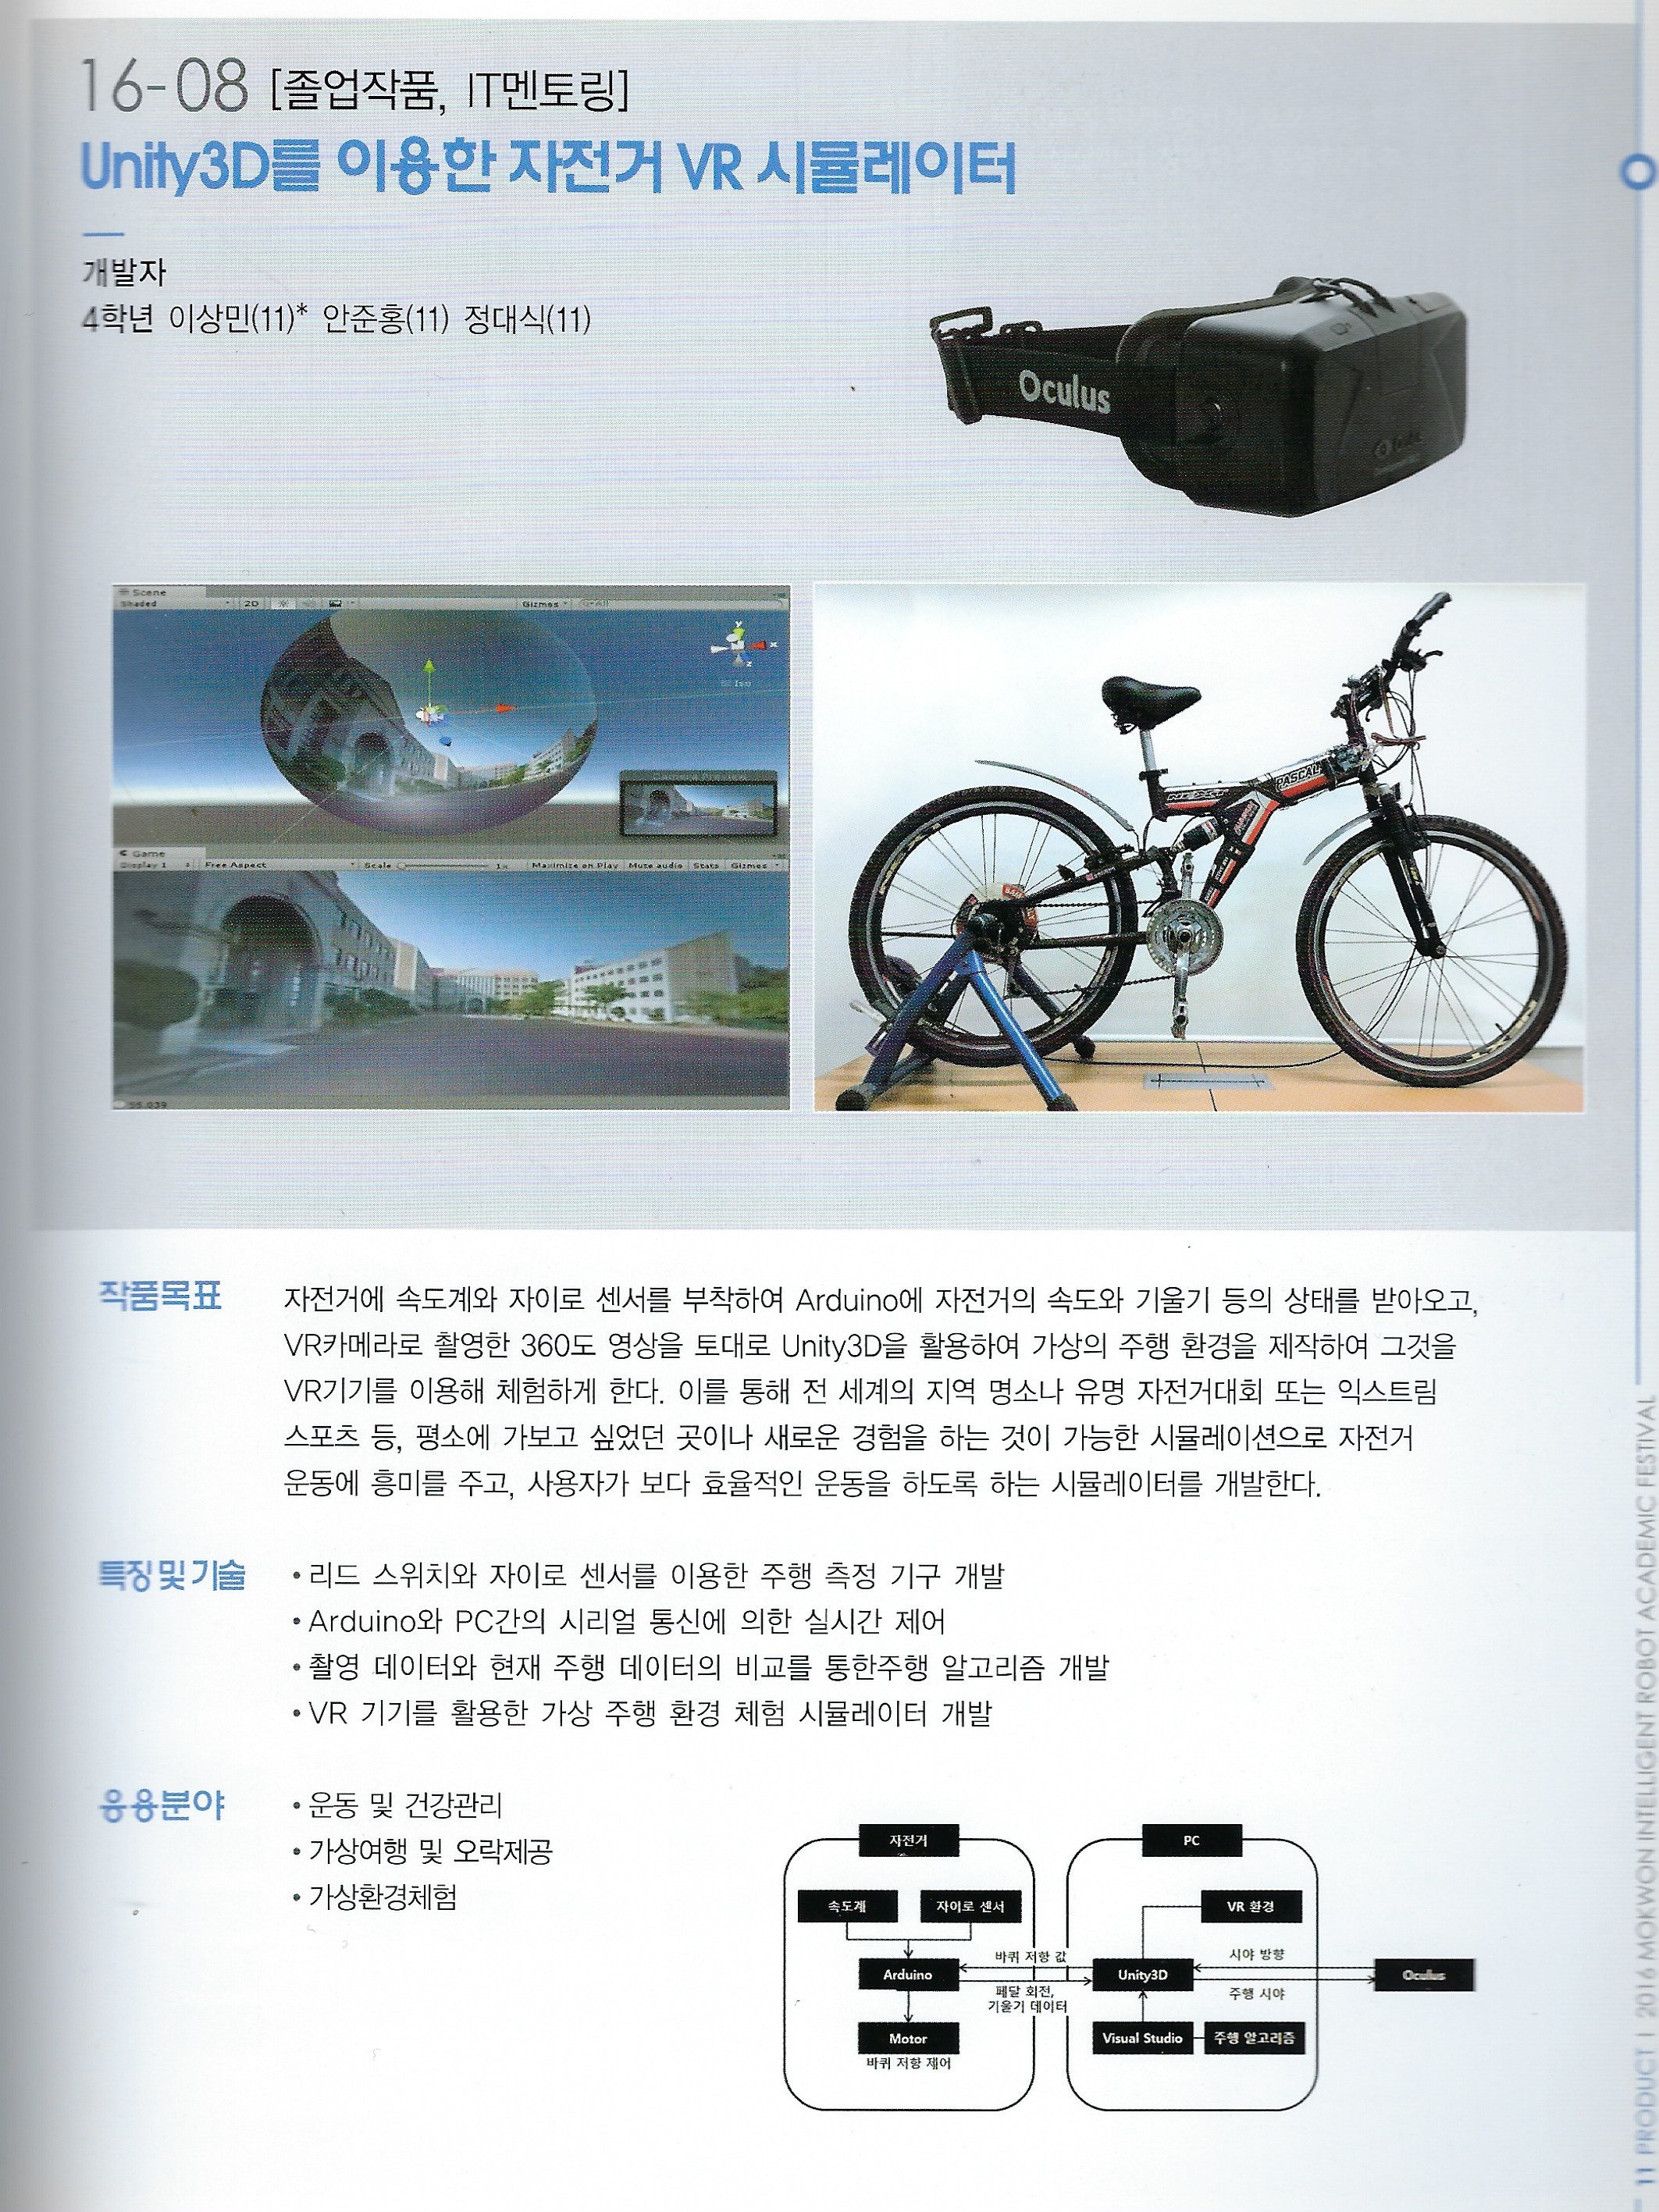 16-08 [졸업작품, IT멘토링]
Unity3D를 이용한 자전거 VR 시뮬레이터
개발자
4학년 이상민(11)* 안준홍(11) 정대식(11)
Oculus
Scene
Shaded
2D
Gizmos
All
y
x
z
Iso
Game
Display 1
Free Aspect
Scale
1x
Maximize on Play
Mute audio
Stats
Gizmos
PASCAL
작품목표
자전거에 속도계와 자이로 센서를 부착하여 Arduino에 자전거의 속도와 기울기 등의 상태를 받아오고,
VR카메라로 촬영한 360도 영상을 토대로 Unity3D을 활용하여 가상의 주행 환경을 제작하여 그것을
VR기기를 이용해 체험하게 한다. 이를 통해 전 세계의 지역 명소나 유명 자전거대회 또는 익스트림
스포츠 등, 평소에 가보고 싶었던 곳이나 새로운 경험을 하는 것이 가능한 시뮬레이션으로 자전거
운동에 흥미를 주고, 사용자가 보다 효율적인 운동을 하도록 하는 시뮬레이터를 개발한다.
특징 및 기술
• 리드 스위치와 자이로 센서를 이용한 주행 측정 기구 개발
• Arduino와 PC간의 시리얼 통신에 의한 실시간 제어
• 촬영 데이터와 현재 주행 데이터의 비교를 통한주행 알고리즘 개발
• VR 기기를 활용한 가상 주행 환경 체험 시뮬레이터 개발
응용분야
• 운동 및 건강관리
• 가상여행 및 오락제공
• 가상환경체험
자전거
PC
속도계
자이로 센서
VR 환경
바퀴 저항 값
시야 방향
Arduino
Unity3D
Oculus
페달 회전,
기울기 데이터
주행 시야
Motor
Visual Studio
주행 알고리즘
바퀴 저항 제어
11 PRODUCT | 2016 MOKWON INTELLIGENT ROBOT ACADEMIC FESTIVAL